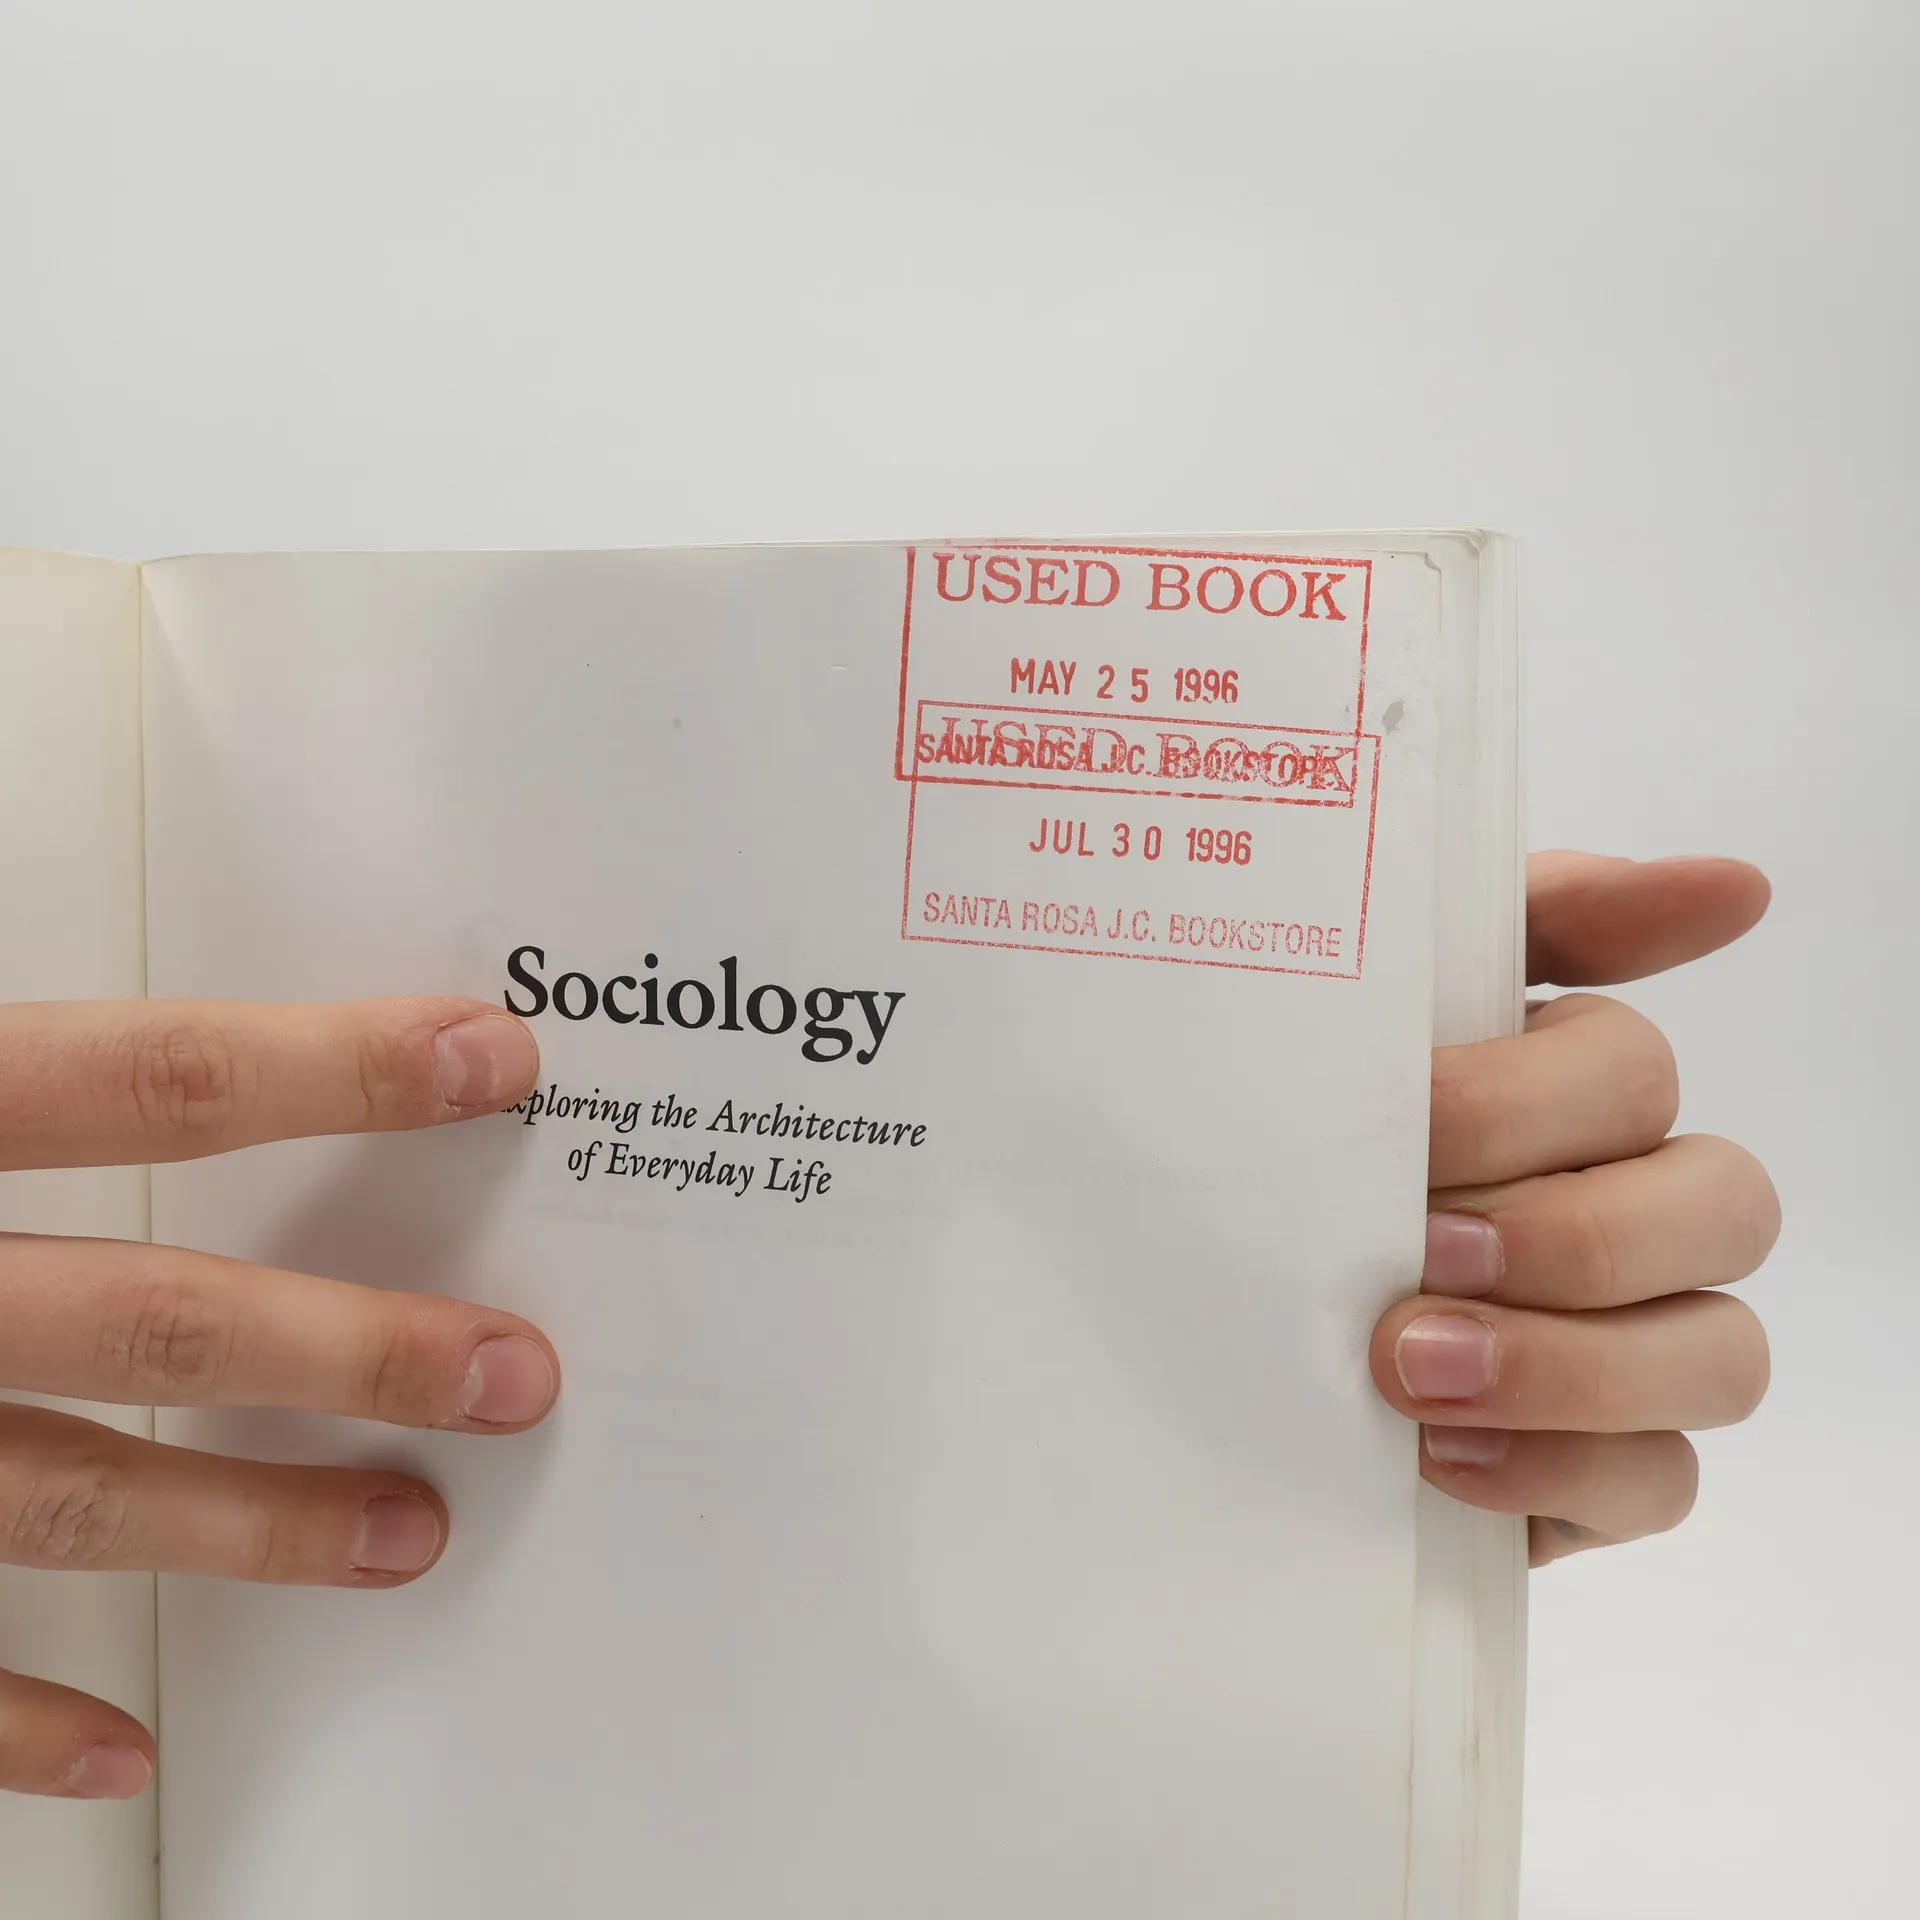 USED BOOK
MAY 25 1996
USED BOOK
SANTA ROSA J.C. BOOKSTORE
JUL 30 1996
SANTA ROSA J.C. BOOKSTORE
Sociology
xploring the Architecture
of Everyday Life